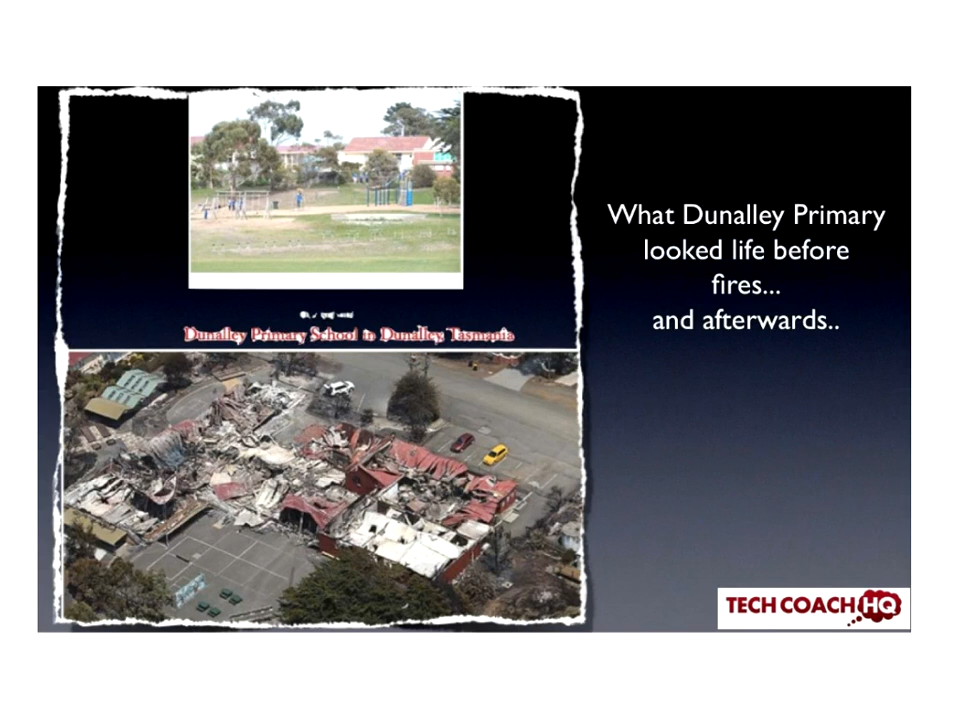 Dunalley Primary School in Dunalley, Tasmania
What Dunalley Primary
looked life before
fires...
and afterwards..
TECH COACH HQ